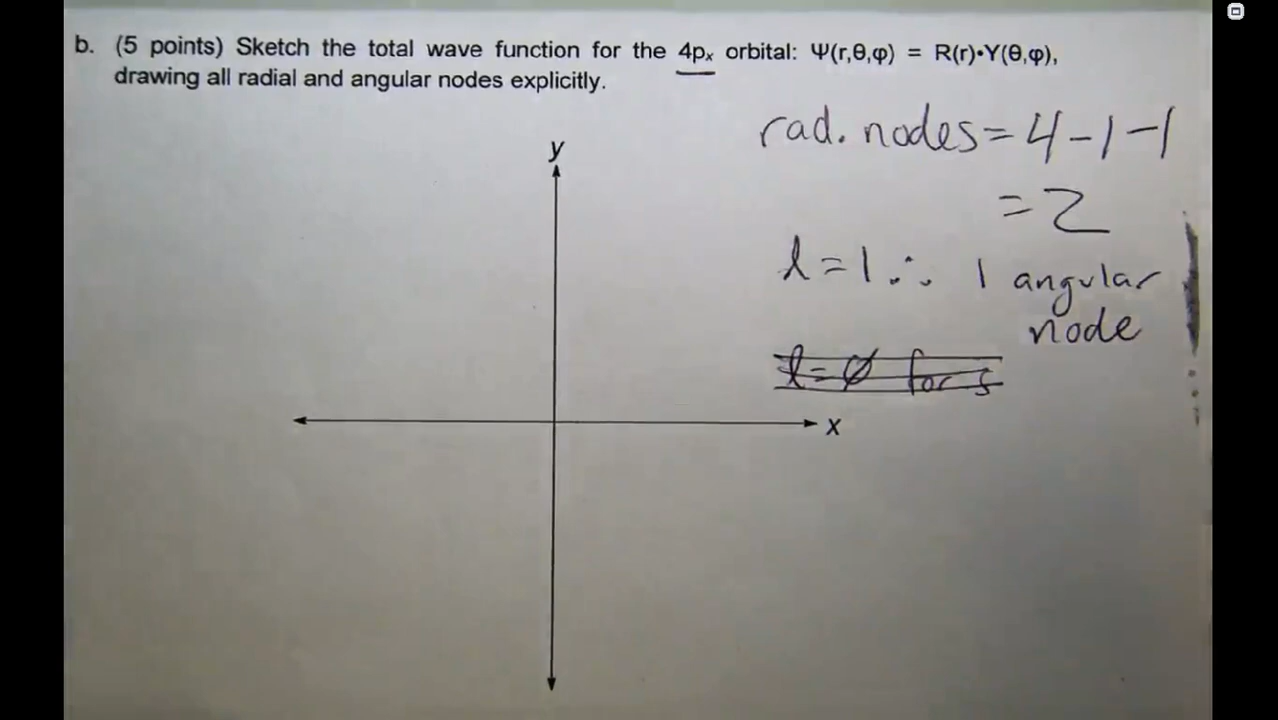 b. (5 points) Sketch the total wave function for the 4pₓ orbital: Ψ(r,θ,φ) = R(r)•Y(θ,φ),
drawing all radial and angular nodes explicitly.
rad. nodes = 4 - 1 - 1
= 2
l = 1 ∴ 1 angular
node
l = ∅ for s
y
x